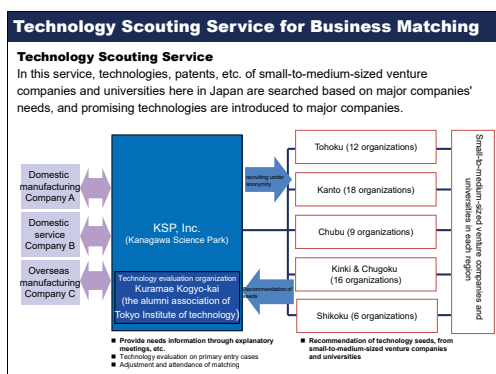 Technology Scouting Service for Business Matching
Technology Scouting Service
In this service, technologies, patents, etc. of small-to-medium-sized venture
companies and universities here in Japan are searched based on major companies'
needs, and promising technologies are introduced to major companies.
Domestic
manufacturing
Company A
Domestic
service
Company B
Overseas
manufacturing
Company C
KSP, Inc.
(Kanagawa Science Park)
Technology evaluation organization
Kuramae Kogyo-kai
(the alumni association of
Tokyo Institute of technology)
recruiting under
anonymity
Recommendation of
seeds
Tohoku (12 organizations)
Kanto (18 organizations)
Chubu (9 organizations)
Kinki & Chugoku
(16 organizations)
Shikoku (6 organizations)
Small-to-medium-sized venture companies and
universities in each region
■ Provide needs information through explanatory
meetings, etc.
■ Technology evaluation on primary entry cases
■ Adjustment and attendance of matching
■ Recommendation of technology seeds, from
small-to-medium-sized venture companies
and universities